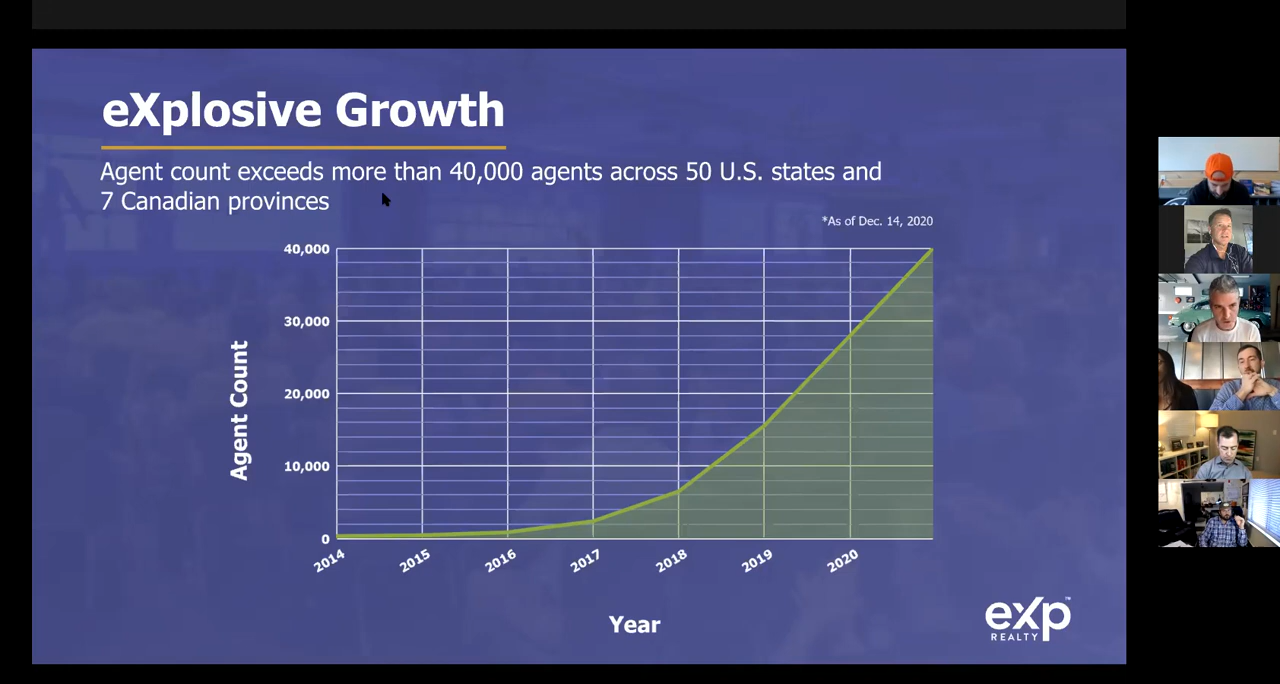 eXplosive Growth
Agent count exceeds more than 40,000 agents across 50 U.S. states and
7 Canadian provinces
*As of Dec. 14, 2020
40,000
30,000
20,000
10,000
0
Agent Count
2014
2015
2016
2017
2018
2019
2020
Year
eXp™
REALTY